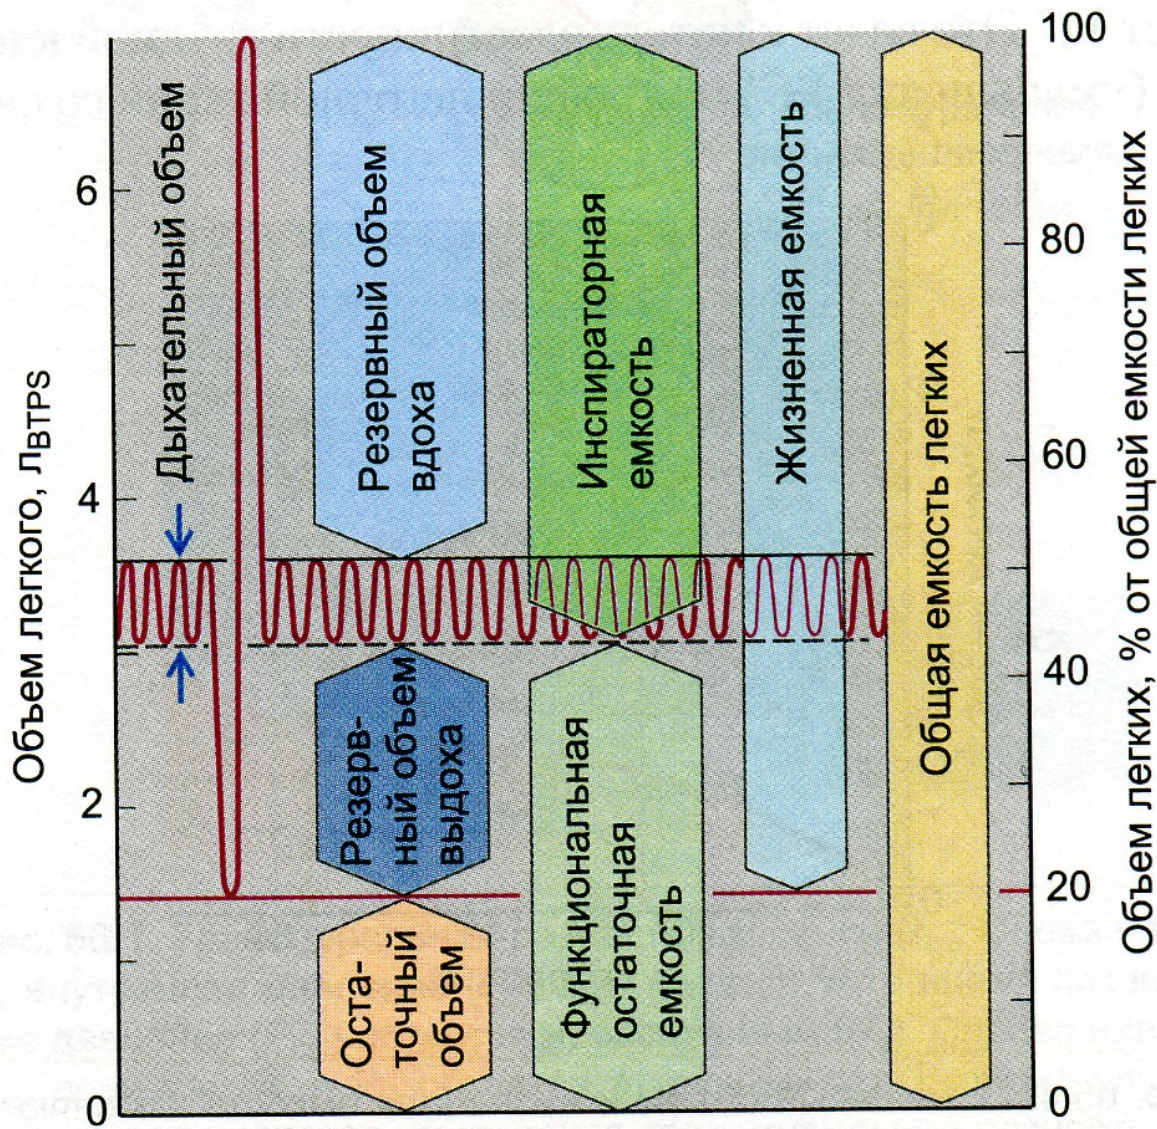 Объем легкого, лBTPS
6
4
2
0
Дыхательный объем
Резервный объем
вдоха
Резерв-
ный объем
выдоха
Оста-
точный
объем
Инспираторная
емкость
Функциональная
остаточная
емкость
Жизненная емкость
Общая емкость легких
100
80
60
40
20
0
Объем легких, % от общей емкости легких